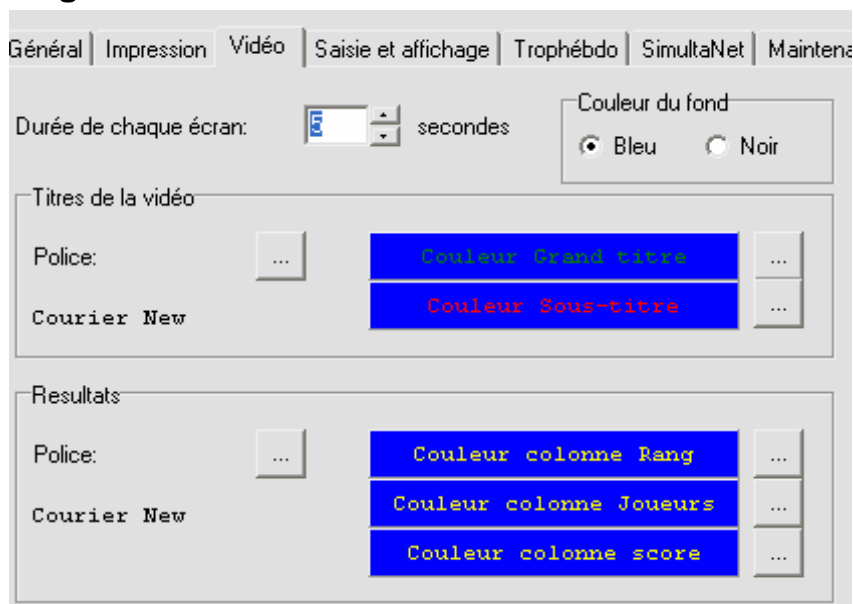 Général Impression Vidéo Saisie et affichage Trophébdo SimultaNet
Couleur du fond
Durée de chaque écran: 5 secondes
Bleu Noir
Titres de la vidéo
Police: ... Couleur Grand titre ...
Couleur Sous-titre ...
Courier New
Resultats
Police: ... Couleur colonne Rang ...
Couleur colonne Joueurs ...
Courier New
Couleur colonne score ...